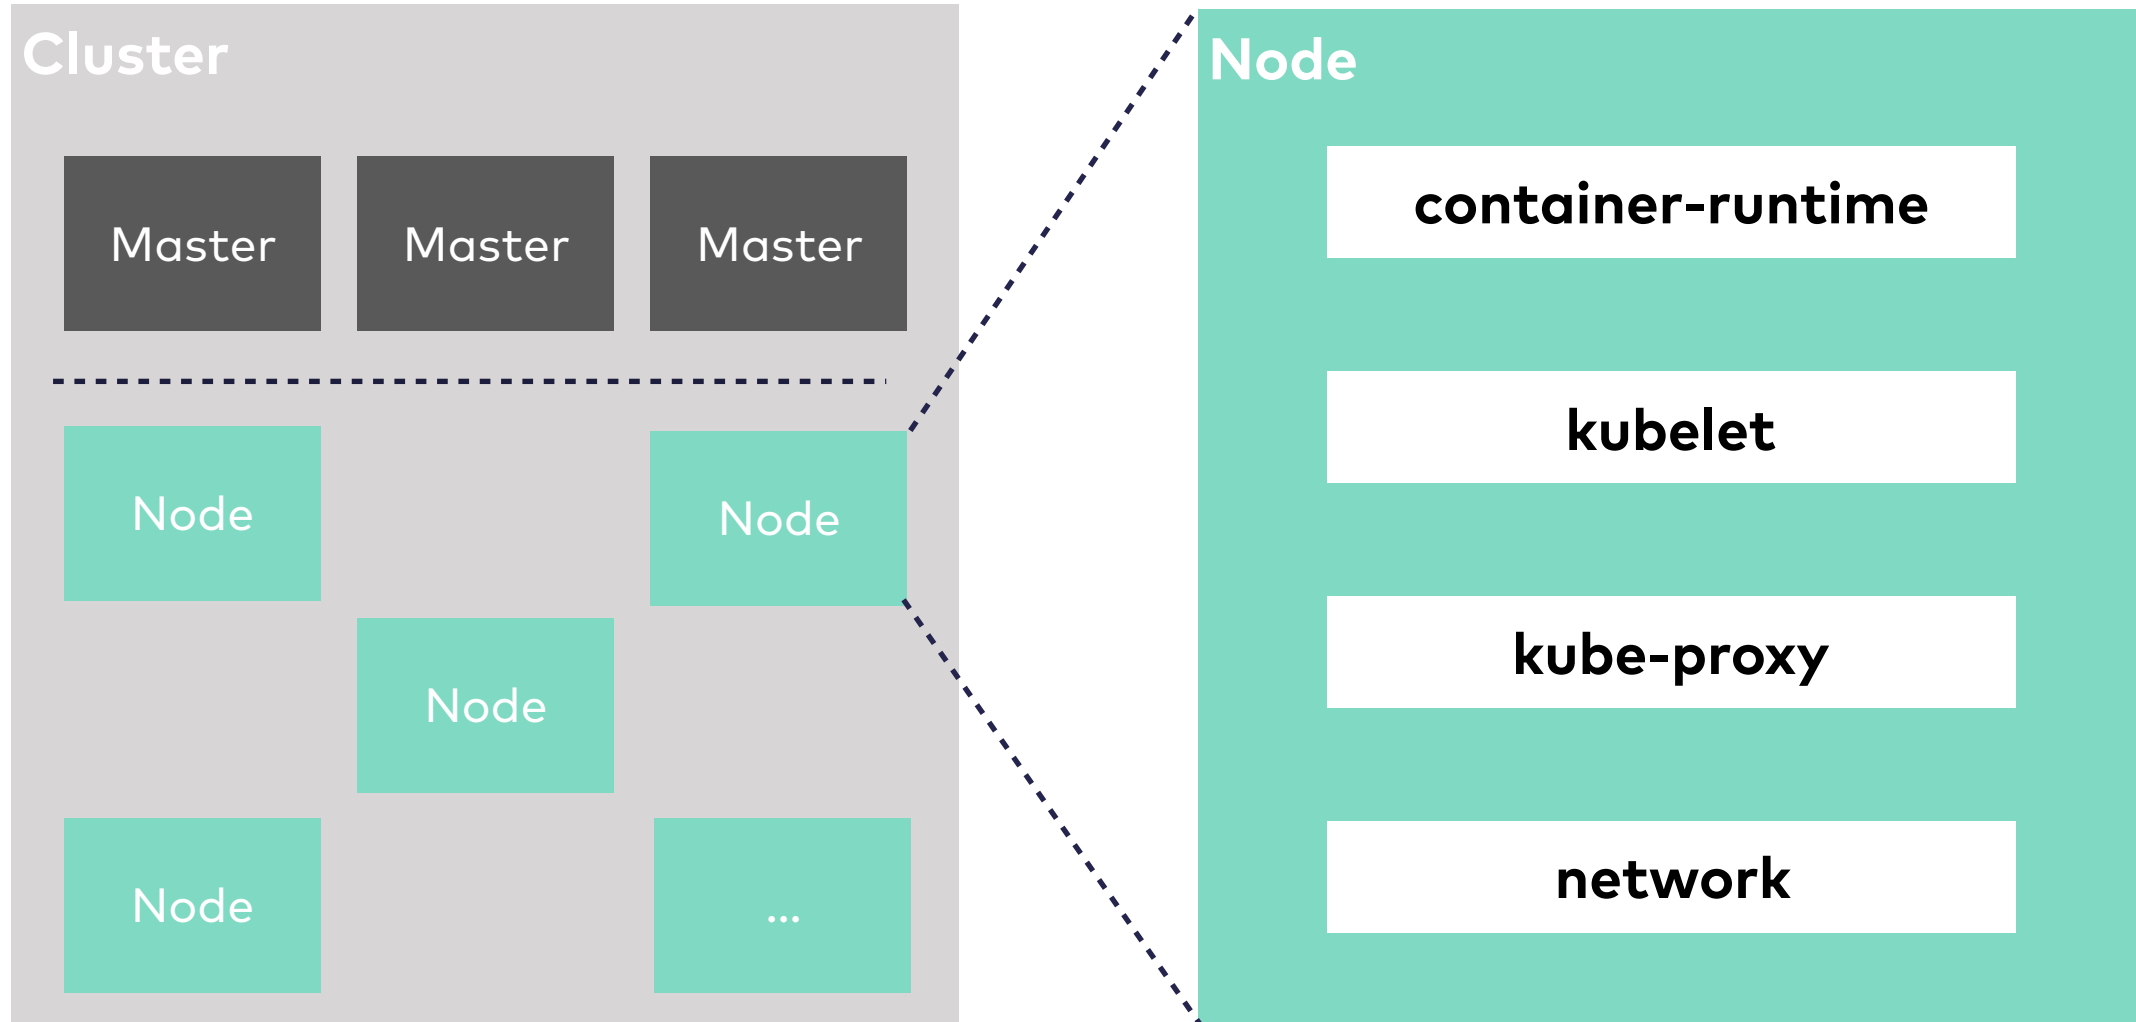 Cluster
Master
Master
Master
Node
Node
Node
Node
...
Node
container-runtime
kubelet
kube-proxy
network